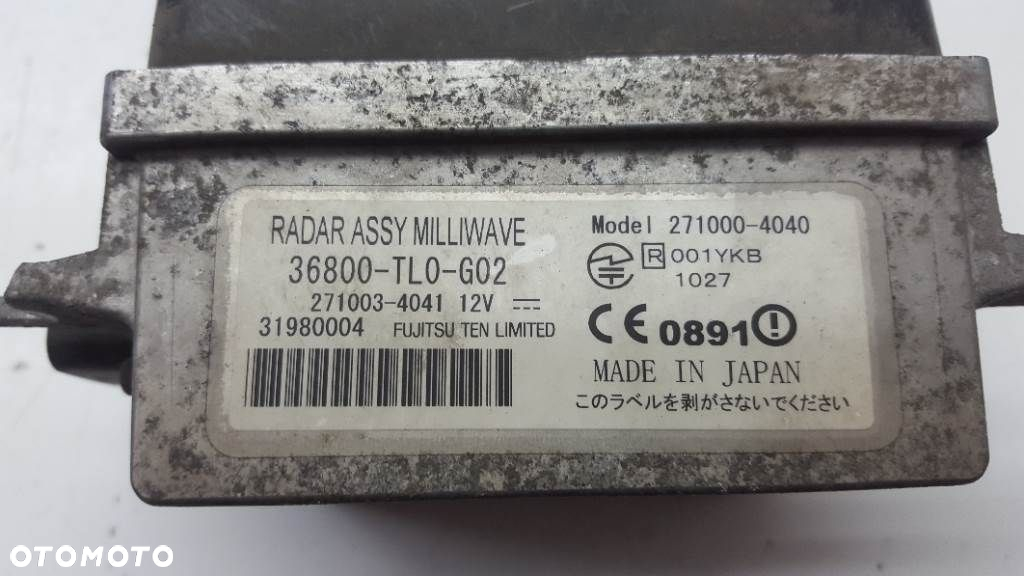 RADAR ASSY MILLIWAVE
36800-TL0-G02
271003-4041 12V
31980004 FUJITSU TEN LIMITED
Model 271000-4040
R 001YKB
1027
CE 0891
MADE IN JAPAN
このラベルを剥がさないでください
OTOMOTO